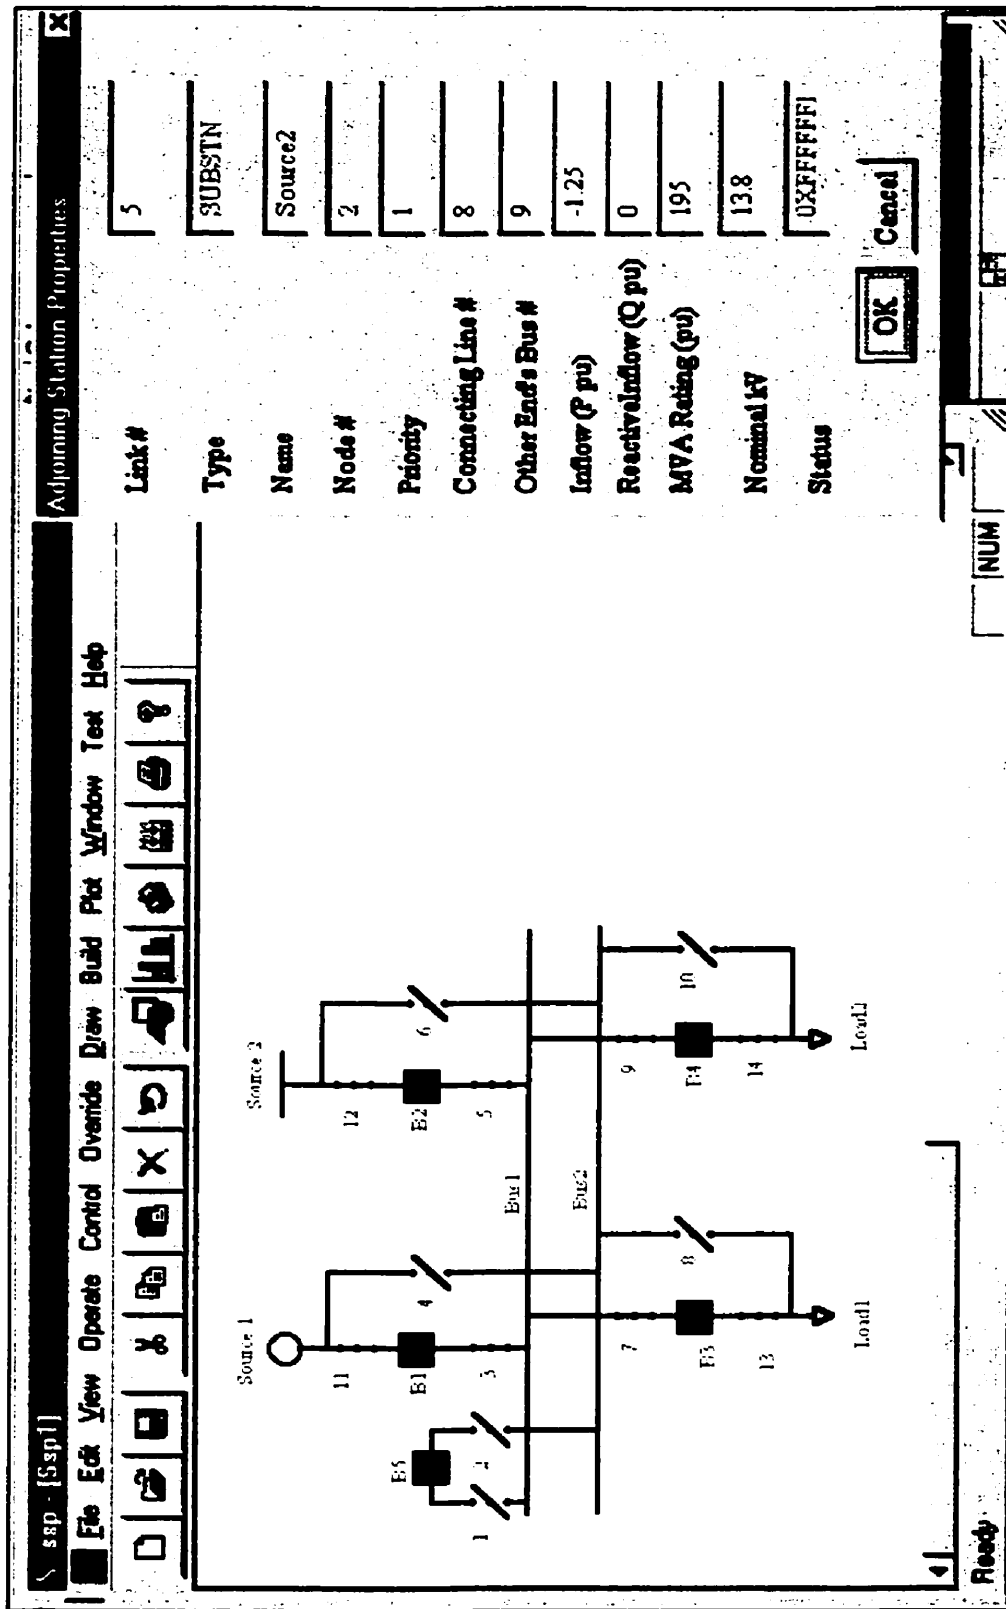 ssp - [Ssp1]
File Edit View Operate Control Override Draw Build Plot Window Test Help
Adjoining Station Properties
Link # 5
Type SUBSTN
Name Source2
Node # 2
Priority 1
Connecting Line # 8
Other End's Bus # 9
Inflow (P pu) -1.25
ReactiveInflow (Q pu) 0
MVA Rating (pu) 195
Nominal kV 13.8
Status 0XFFFFF1
OK Cancel
Source 1
Source 2
11
12
B1
4
B2
6
3
5
B5
1
2
Bus1
Bus2
7
8
B3
13
Load1
9
10
B4
14
Ready
NUM